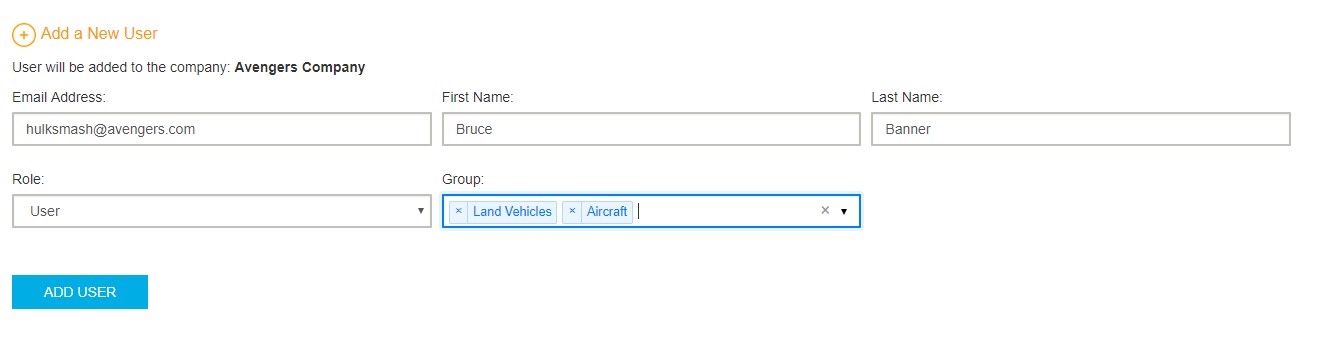 Add a New User
User will be added to the company: Avengers Company
Email Address: First Name: Last Name:
hulksmash@avengers.com Bruce Banner
Role: Group:
User × Land Vehicles × Aircraft ×
ADD USER